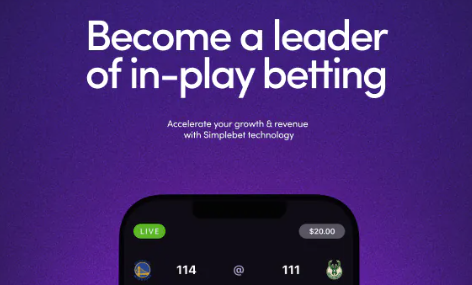 Become a leader
of in-play betting
Accelerate your growth & revenue
with Simplebet technology
LIVE
$20.00
114 @ 111